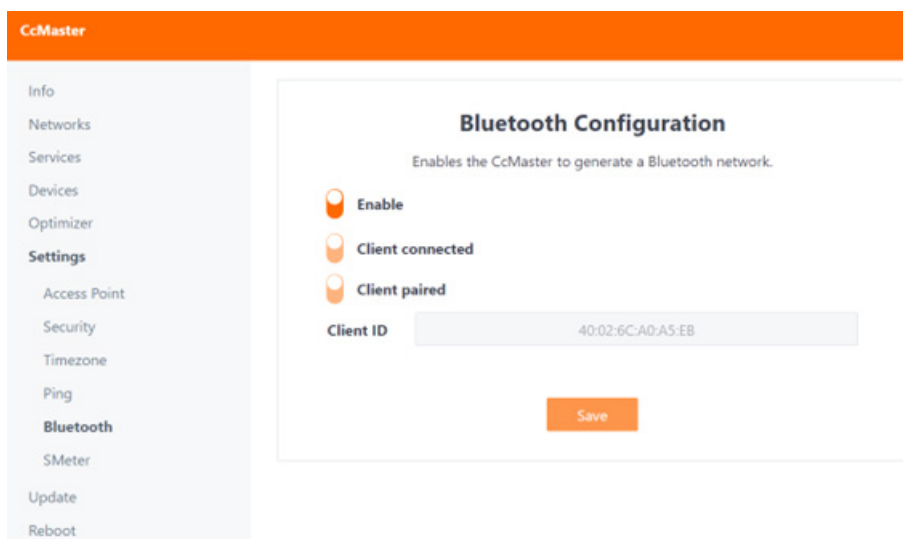 CcMaster
Info
Networks
Services
Devices
Optimizer
Settings
Access Point
Security
Timezone
Ping
Bluetooth
SMeter
Update
Reboot
Bluetooth Configuration
Enables the CcMaster to generate a Bluetooth network.
Enable
Client connected
Client paired
Client ID 40:02:6C:A0:A5:EB
Save